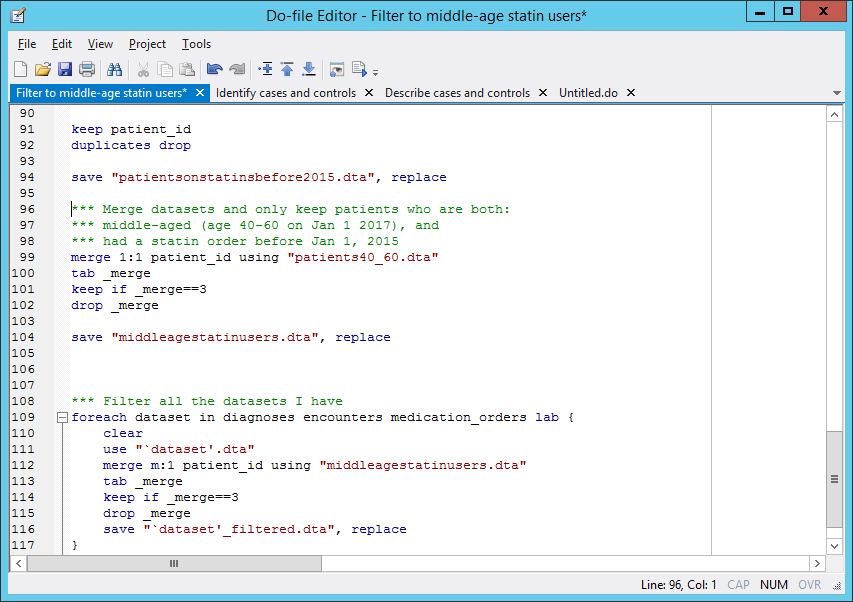 Do-file Editor - Filter to middle-age statin users*
File Edit View Project Tools
Filter to middle-age statin users* Identify cases and controls Describe cases and controls Untitled.do
90
91 keep patient_id
92 duplicates drop
93
94 save "patientsonstatinsbefore2015.dta", replace
95
96 *** Merge datasets and only keep patients who are both:
97 *** middle-aged (age 40-60 on Jan 1 2017), and
98 *** had a statin order before Jan 1, 2015
99 merge 1:1 patient_id using "patients40_60.dta"
100 tab _merge
101 keep if _merge==3
102 drop _merge
103
104 save "middleagestatinusers.dta", replace
105
106
107
108 *** Filter all the datasets I have
109 foreach dataset in diagnoses encounters medication_orders lab {
110 clear
111 use "`dataset'.dta"
112 merge m:1 patient_id using "middleagestatinusers.dta"
113 tab _merge
114 keep if _merge==3
115 drop _merge
116 save "`dataset'_filtered.dta", replace
117 }
Line: 96, Col: 1 CAP NUM OVR